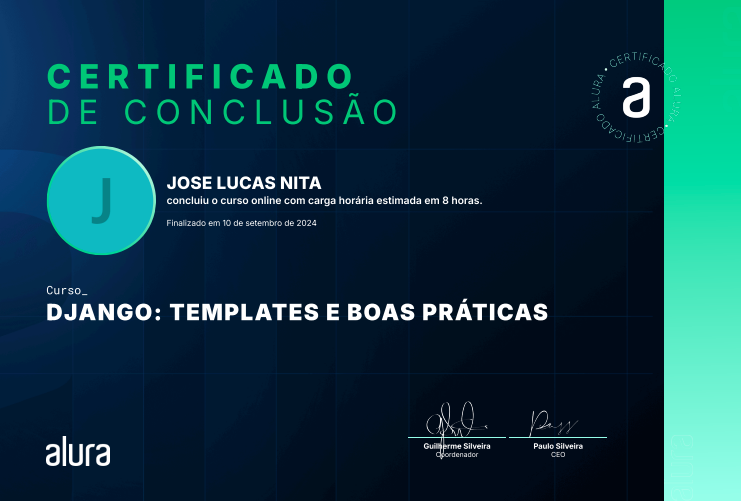 CERTIFICADO
DE CONCLUSÃO
CERTIFICADO ALURA • CERTIFICADO ALURA •
a
J
JOSE LUCAS NITA
concluiu o curso online com carga horária estimada em 8 horas.
Finalizado em 10 de setembro de 2024
Curso_
DJANGO: TEMPLATES E BOAS PRÁTICAS
Guilherme Silveira
Coordenador
Paulo Silveira
CEO
alura